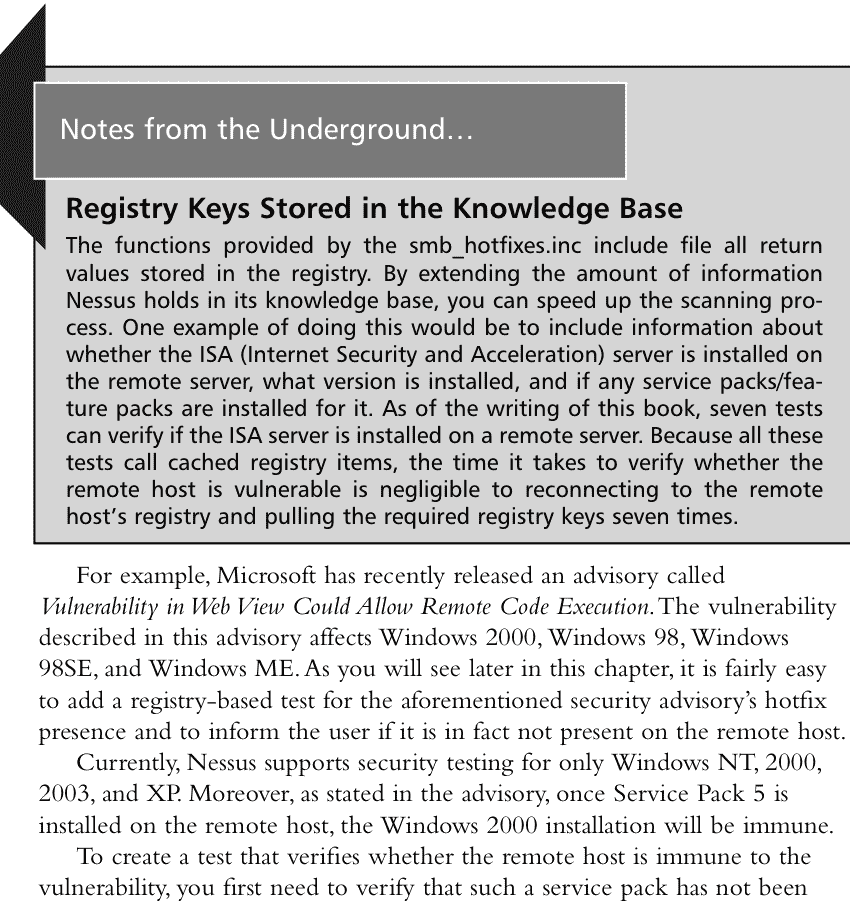 Notes from the Underground…
Registry Keys Stored in the Knowledge Base
The functions provided by the smb_hotfixes.inc include file all return
values stored in the registry. By extending the amount of information
Nessus holds in its knowledge base, you can speed up the scanning pro-
cess. One example of doing this would be to include information about
whether the ISA (Internet Security and Acceleration) server is installed on
the remote server, what version is installed, and if any service packs/fea-
ture packs are installed for it. As of the writing of this book, seven tests
can verify if the ISA server is installed on a remote server. Because all these
tests call cached registry items, the time it takes to verify whether the
remote host is vulnerable is negligible to reconnecting to the remote
host's registry and pulling the required registry keys seven times.
For example, Microsoft has recently released an advisory called
Vulnerability in Web View Could Allow Remote Code Execution. The vulnerability
described in this advisory affects Windows 2000, Windows 98, Windows
98SE, and Windows ME. As you will see later in this chapter, it is fairly easy
to add a registry-based test for the aforementioned security advisory's hotfix
presence and to inform the user if it is in fact not present on the remote host.
Currently, Nessus supports security testing for only Windows NT, 2000,
2003, and XP. Moreover, as stated in the advisory, once Service Pack 5 is
installed on the remote host, the Windows 2000 installation will be immune.
To create a test that verifies whether the remote host is immune to the
vulnerability, you first need to verify that such a service pack has not been